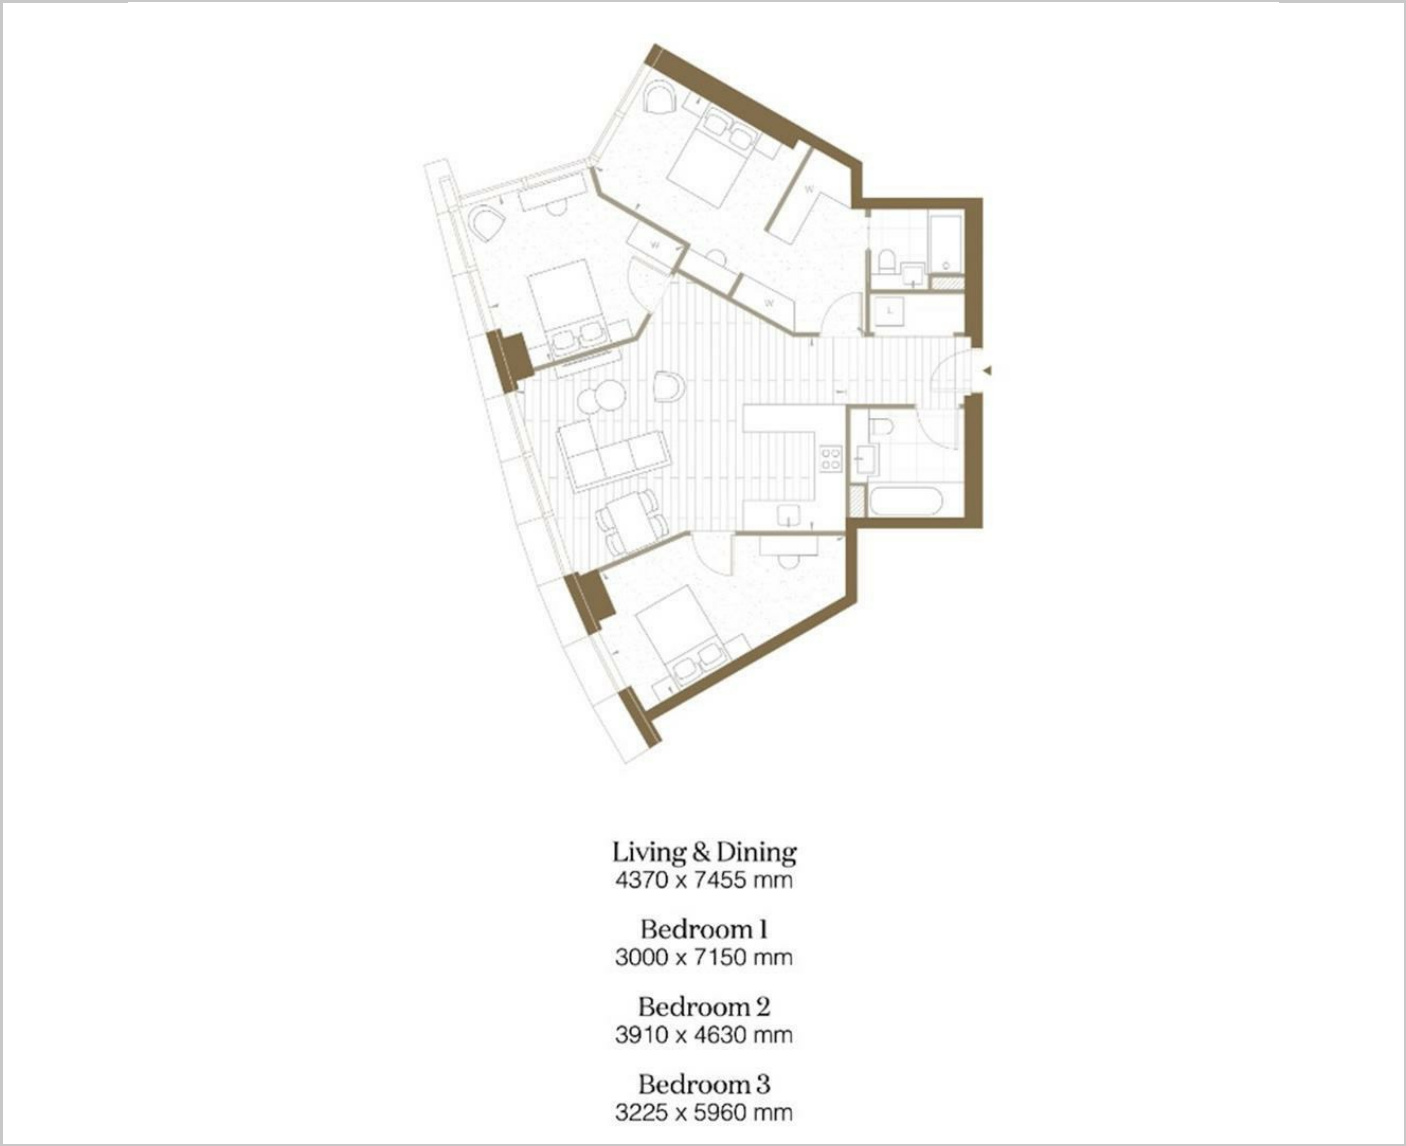 W
W
W
L
Living & Dining
4370 x 7455 mm
Bedroom 1
3000 x 7150 mm
Bedroom 2
3910 x 4630 mm
Bedroom 3
3225 x 5960 mm